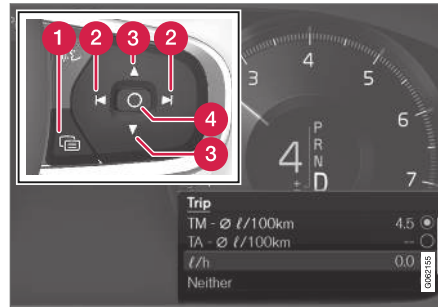 1
2
3
2
4
3
3
4
5
6
7
4
P
R
N
D
+
-
Trip
TM - Ø ℓ/100km 4.5
TA - Ø ℓ/100km --
ℓ/h 0.0
Neither
G062155